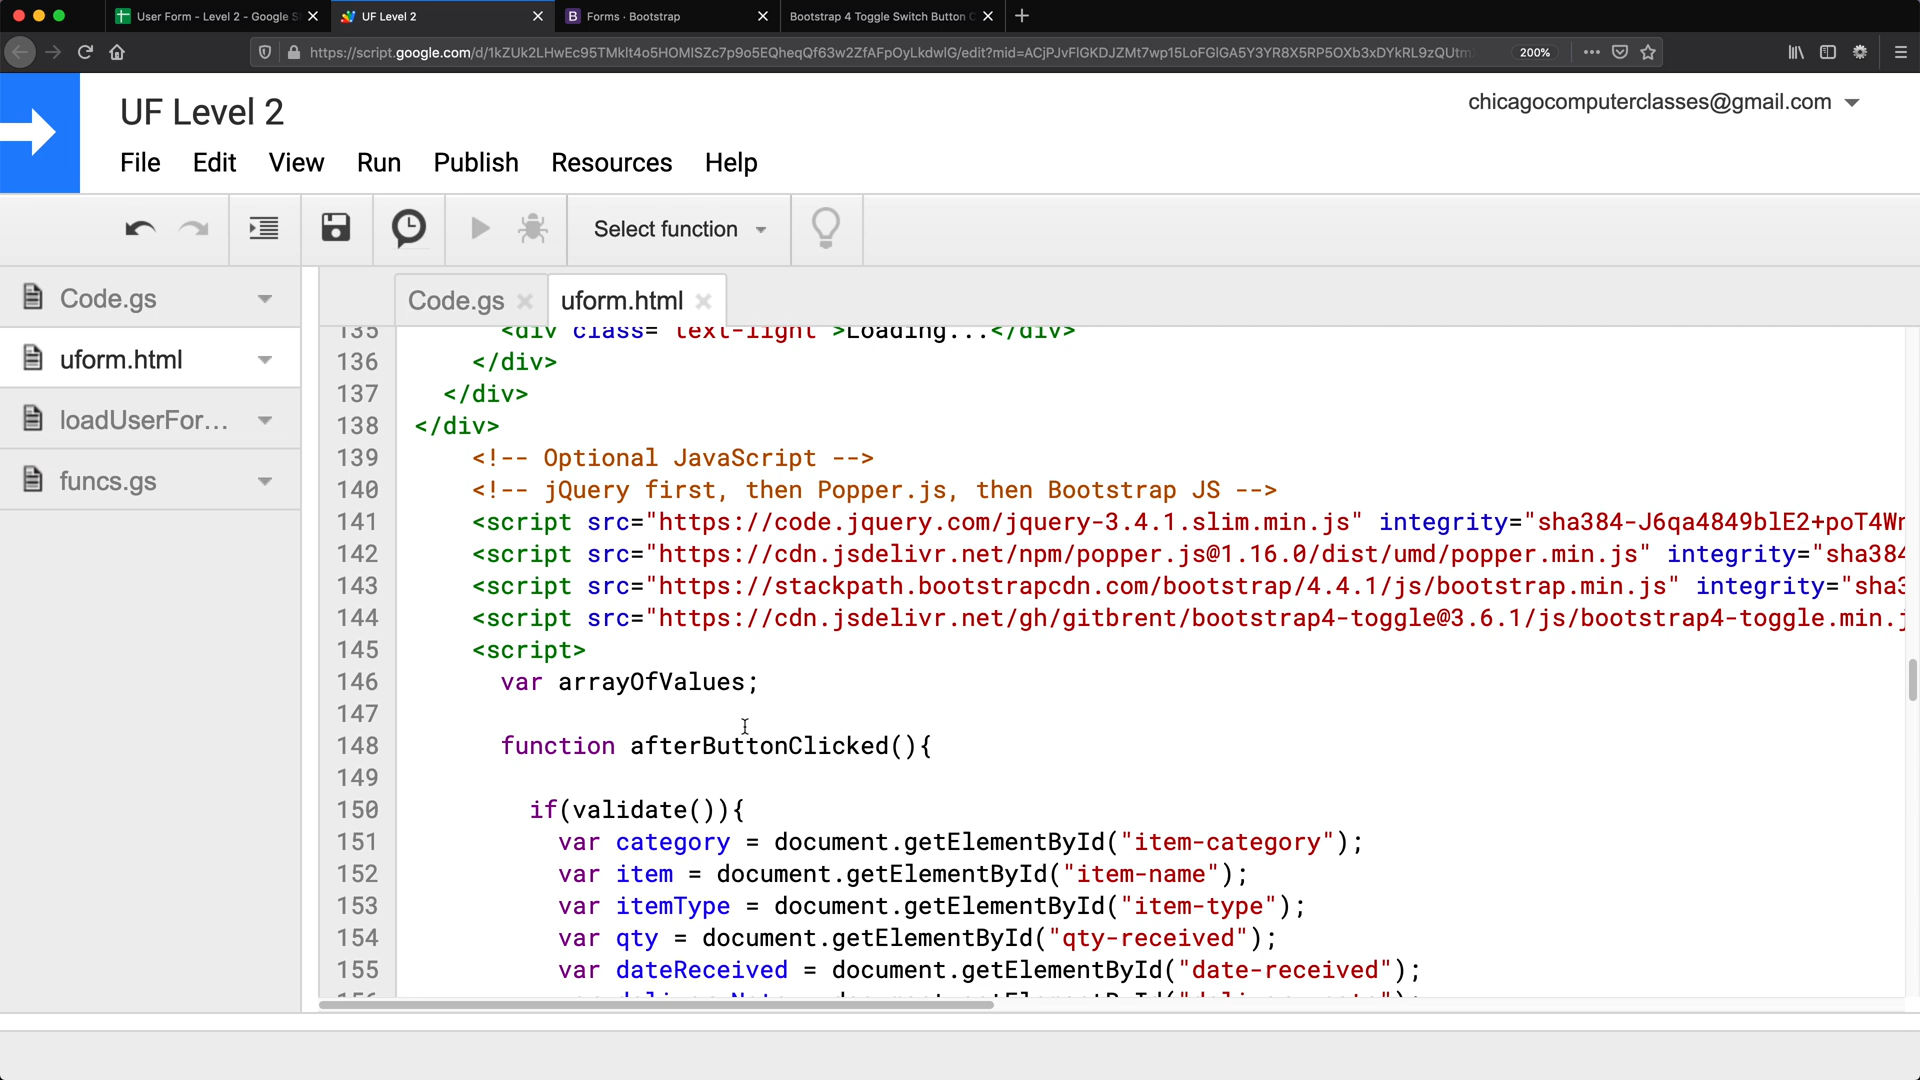 User Form - Level 2 - Google S
UF Level 2
Forms · Bootstrap
Bootstrap 4 Toggle Switch Button C
https://script.google.com/d/1kZUk2LHwEc95TMklt4o5HOMISZc7p9o5EQheqQf63w2ZfAFpOyLkdwlG/edit?mid=ACjPJvFlGKDJZMt7wp15LoFGlGA5Y3YR8X5RP5OXb3xDYkRL9zQUtm
200%
UF Level 2
chicagocomputerclasses@gmail.com
File Edit View Run Publish Resources Help
Select function
Code.gs
uform.html
loadUserFor...
funcs.gs
Code.gs
uform.html
135 <div class="text-light">Loading...</div>
136 </div>
137 </div>
138 </div>
139 <!-- Optional JavaScript -->
140 <!-- jQuery first, then Popper.js, then Bootstrap JS -->
141 <script src="https://code.jquery.com/jquery-3.4.1.slim.min.js" integrity="sha384-J6qa4849blE2+poT4Wn
142 <script src="https://cdn.jsdelivr.net/npm/popper.js@1.16.0/dist/umd/popper.min.js" integrity="sha384
143 <script src="https://stackpath.bootstrapcdn.com/bootstrap/4.4.1/js/bootstrap.min.js" integrity="sha3
144 <script src="https://cdn.jsdelivr.net/gh/gitbrent/bootstrap4-toggle@3.6.1/js/bootstrap4-toggle.min.j
145 <script>
146 var arrayOfValues;
147
148 function afterButtonClicked(){
149
150 if(validate()){
151 var category = document.getElementById("item-category");
152 var item = document.getElementById("item-name");
153 var itemType = document.getElementById("item-type");
154 var qty = document.getElementById("qty-received");
155 var dateReceived = document.getElementById("date-received");